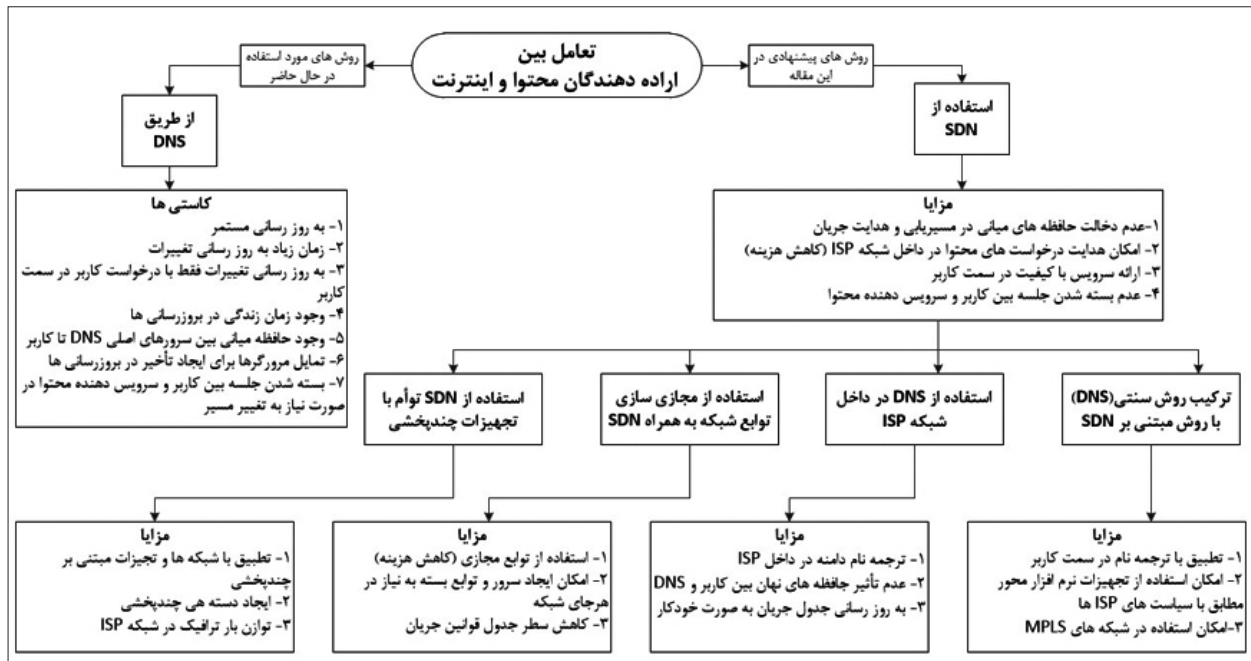 تعامل بین
اراده دهندگان محتوا و اینترنت
روش های پیشنهادی در
این مقاله
روش های مورد استفاده
در حال حاضر
استفاده از
SDN
از طریق
DNS
مزایا
۱-عدم دخالت حافظه های میانی در مسیریابی و هدایت جریان
۲- امکان هدایت درخواست های محتوا در داخل شبکه ISP (کاهش هزینه)
۳- ارائه سرویس با کیفیت در سمت کاربر
۴- عدم بسته شدن جلسه بین کاربر و سرویس دهنده محتوا
کاستی ها
۱- به روز رسانی مستمر
۲- زمان زیاد به روز رسانی تغییرات
۳- به روز رسانی تغییرات فقط با درخواست کاربر در سمت
کاربر
۴- وجود زمان زندگی در بروزرسانی ها
۵- وجود حافظه میانی بین سرورهای اصلی DNS تا کاربر
۶- تمایل مرورگرها برای ایجاد تأخیر در بروزرسانی ها
۷- بسته شدن جلسه بین کاربر و سرویس دهنده محتوا در
صورت نیاز به تغییر مسیر
ترکیب روش سنتی(DNS)
با روش مبتنی بر SDN
استفاده از DNS در داخل
شبکه ISP
استفاده از مجازی سازی
توابع شبکه به همراه SDN
استفاده از SDN توأم با
تجهیزات چندپخشی
مزایا
۱- تطبیق با ترجمه نام در سمت کاربر
۲- امکان استفاده از تجهیزات نرم افزار محور
مطابق با سیاست های ISP ها
۳-امکان استفاده در شبکه های MPLS
مزایا
۱- ترجمه نام دامنه در داخل ISP
۲- عدم تأثیر جافظه های نهان بین کاربر و DNS
۳- به روز رسانی جدول جریان به صورت خودکار
مزایا
۱- استفاده از توابع مجازی (کاهش هزینه)
۲- امکان ایجاد سرور و توابع بسته به نیاز در
هرجای شبکه
۳- کاهش سطر جدول قوانین جریان
مزایا
۱- تطبیق با شبکه ها و تجیزات مبتنی بر
چندپخشی
۲- ایجاد دسته هی چندپخشی
۳- توازن بار ترافیک در شبکه ISP